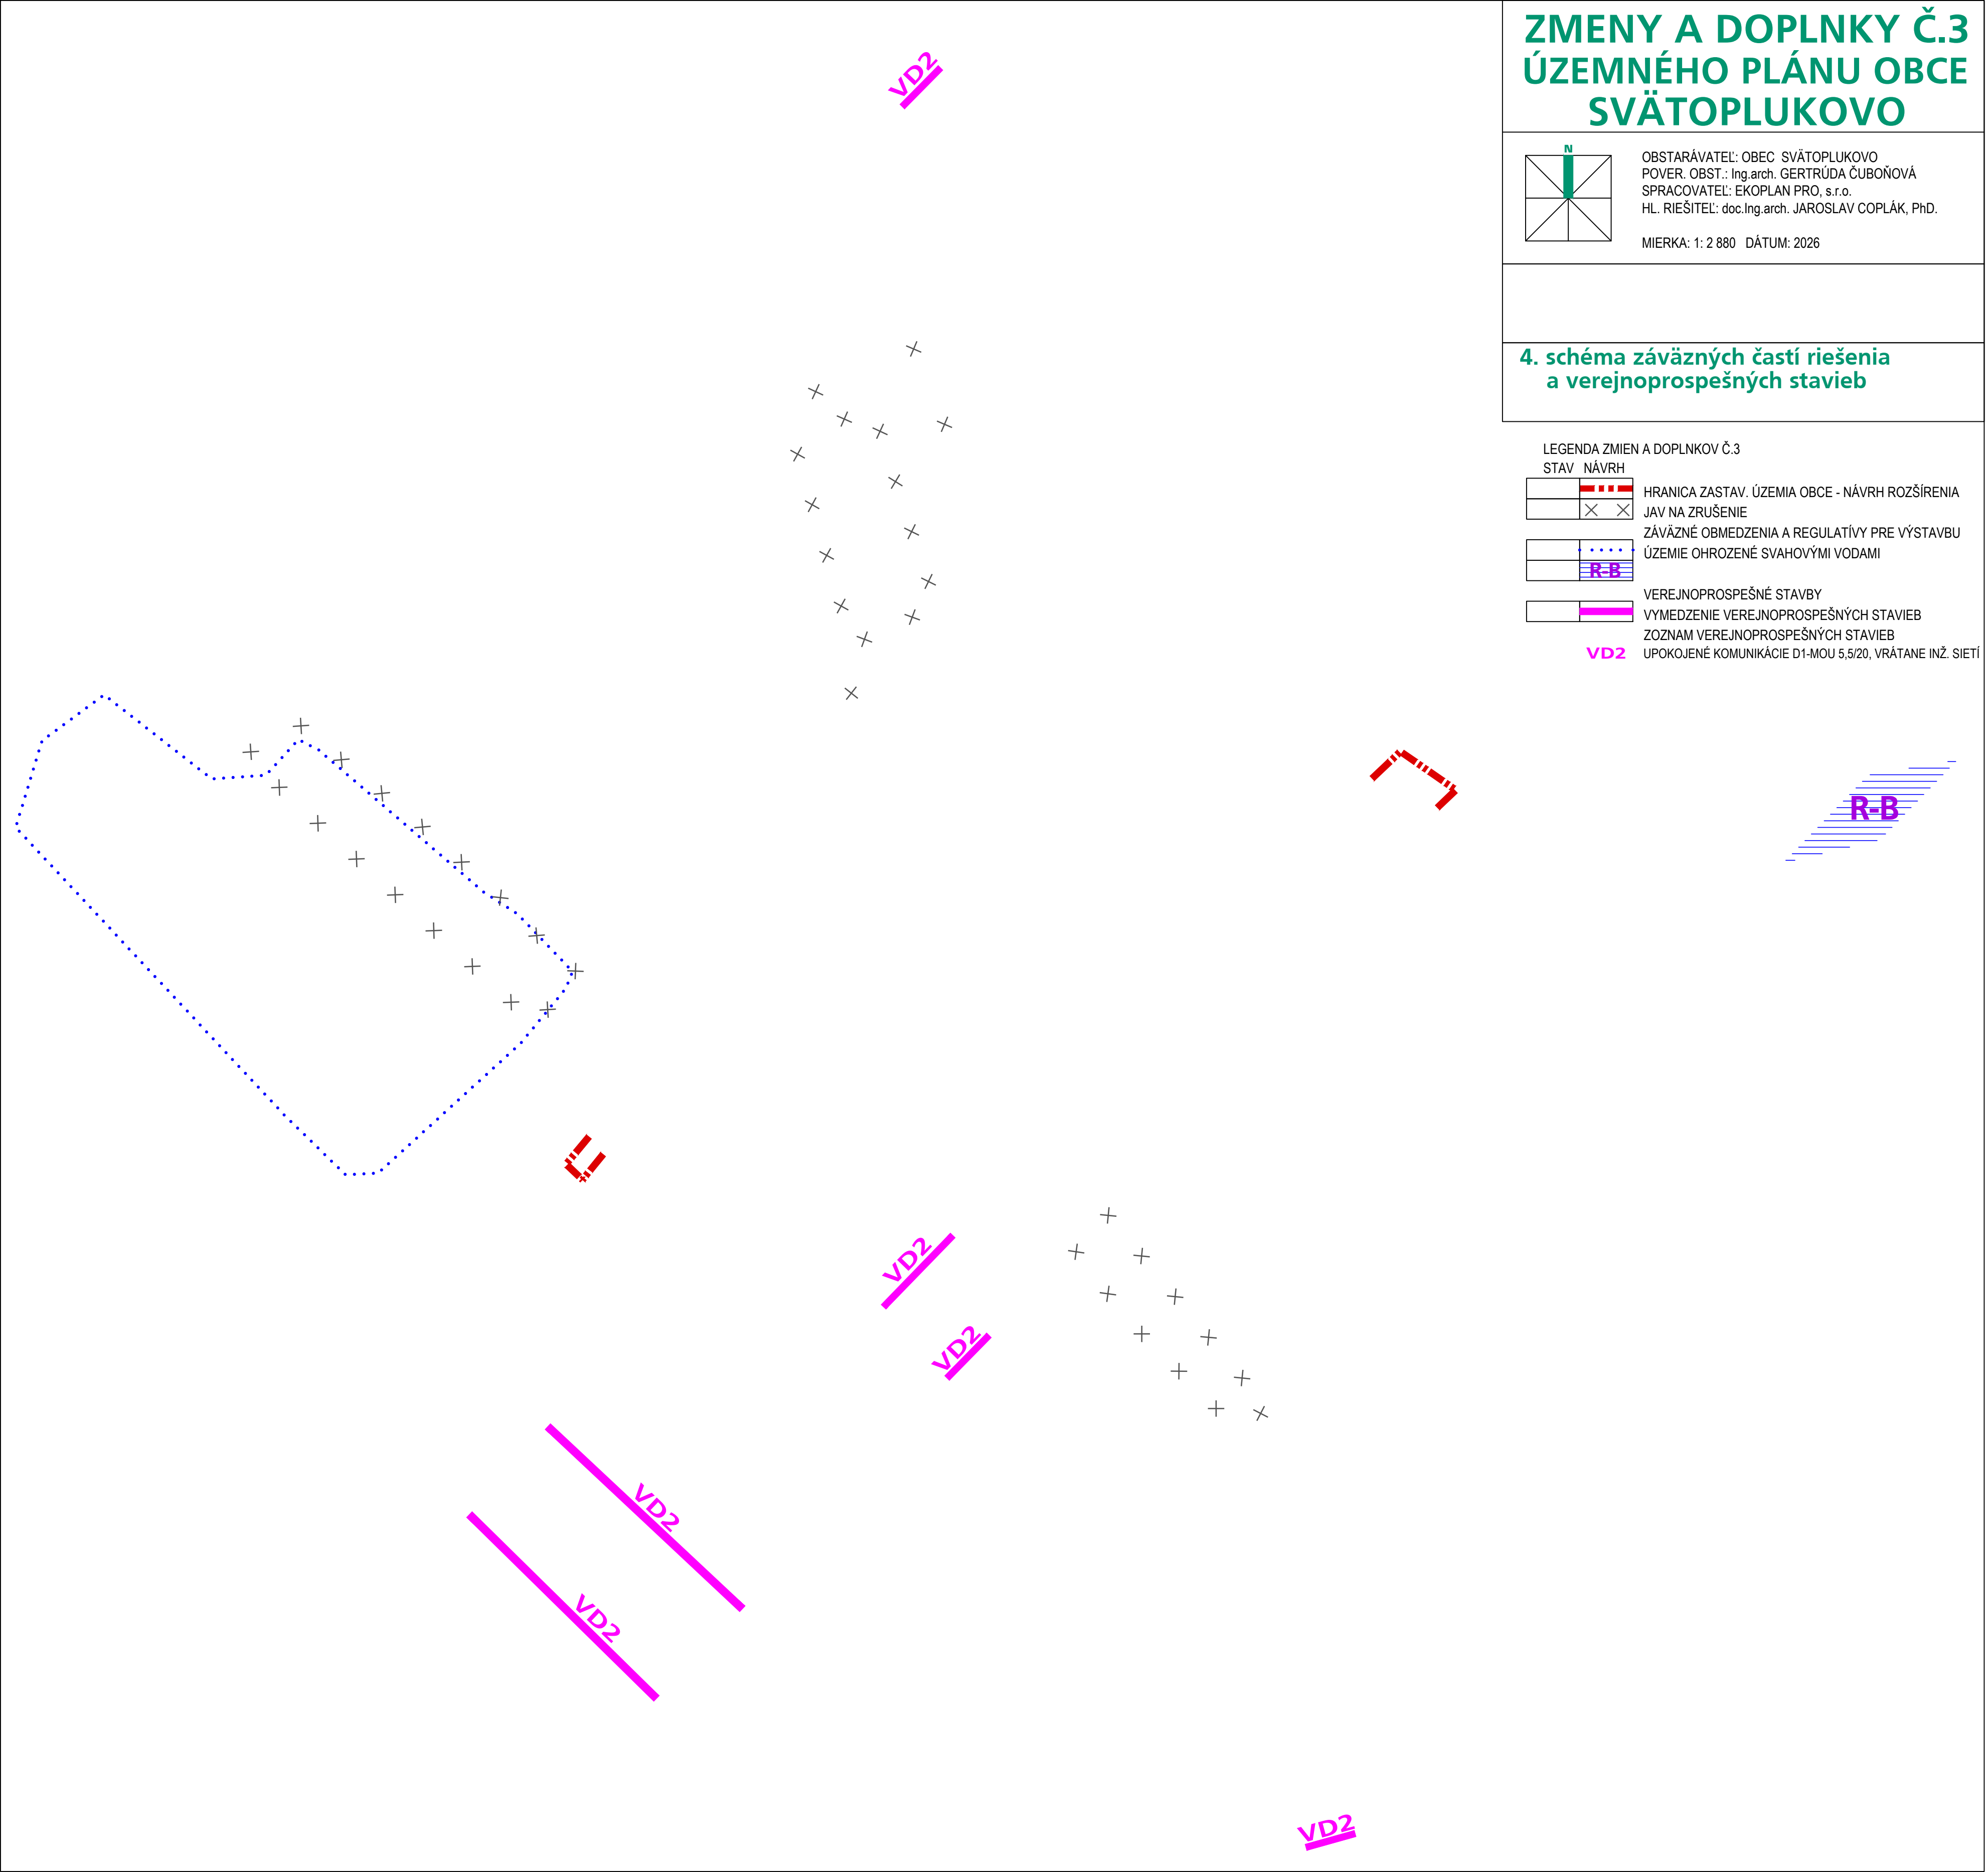 ZMENY A DOPLNKY Č.3
ÚZEMNÉHO PLÁNU OBCE
SVÄTOPLUKOVO
N
OBSTARÁVATEĽ: OBEC SVÄTOPLUKOVO
POVER. OBST.: Ing.arch. GERTRÚDA ČUBOŇOVÁ
SPRACOVATEĽ: EKOPLAN PRO, s.r.o.
HL. RIEŠITEĽ: doc.Ing.arch. JAROSLAV COPLÁK, PhD.
MIERKA: 1: 2 880 DÁTUM: 2026
4. schéma záväzných častí riešenia
a verejnoprospešných stavieb
LEGENDA ZMIEN A DOPLNKOV Č.3
STAV NÁVRH
HRANICA ZASTAV. ÚZEMIA OBCE - NÁVRH ROZŠÍRENIA
JAV NA ZRUŠENIE
ZÁVÄZNÉ OBMEDZENIA A REGULATÍVY PRE VÝSTAVBU
ÚZEMIE OHROZENÉ SVAHOVÝMI VODAMI
R-B
VEREJNOPROSPEŠNÉ STAVBY
VYMEDZENIE VEREJNOPROSPEŠNÝCH STAVIEB
ZOZNAM VEREJNOPROSPEŠNÝCH STAVIEB
VD2 UPOKOJENÉ KOMUNIKÁCIE D1-MOU 5,5/20, VRÁTANE INŽ. SIETÍ
VD2
R-B
VD2
VD2
VD2
VD2
VD2